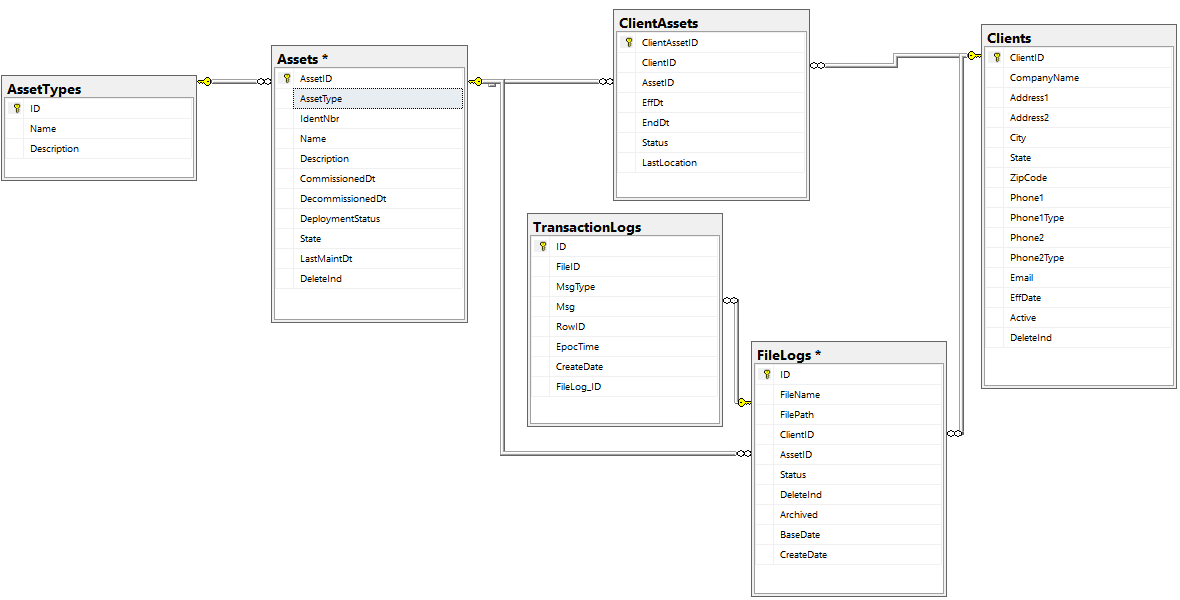 AssetTypes
ID
Name
Description
Assets *
AssetID
AssetType
IdentNbr
Name
Description
CommissionedDt
DecommissionedDt
DeploymentStatus
State
LastMaintDt
DeleteInd
ClientAssets
ClientAssetID
ClientID
AssetID
EffDt
EndDt
Status
LastLocation
TransactionLogs
ID
FileID
MsgType
Msg
RowID
EpocTime
CreateDate
FileLog_ID
FileLogs *
ID
FileName
FilePath
ClientID
AssetID
Status
DeleteInd
Archived
BaseDate
CreateDate
Clients
ClientID
CompanyName
Address1
Address2
City
State
ZipCode
Phone1
Phone1Type
Phone2
Phone2Type
Email
EffDate
Active
DeleteInd